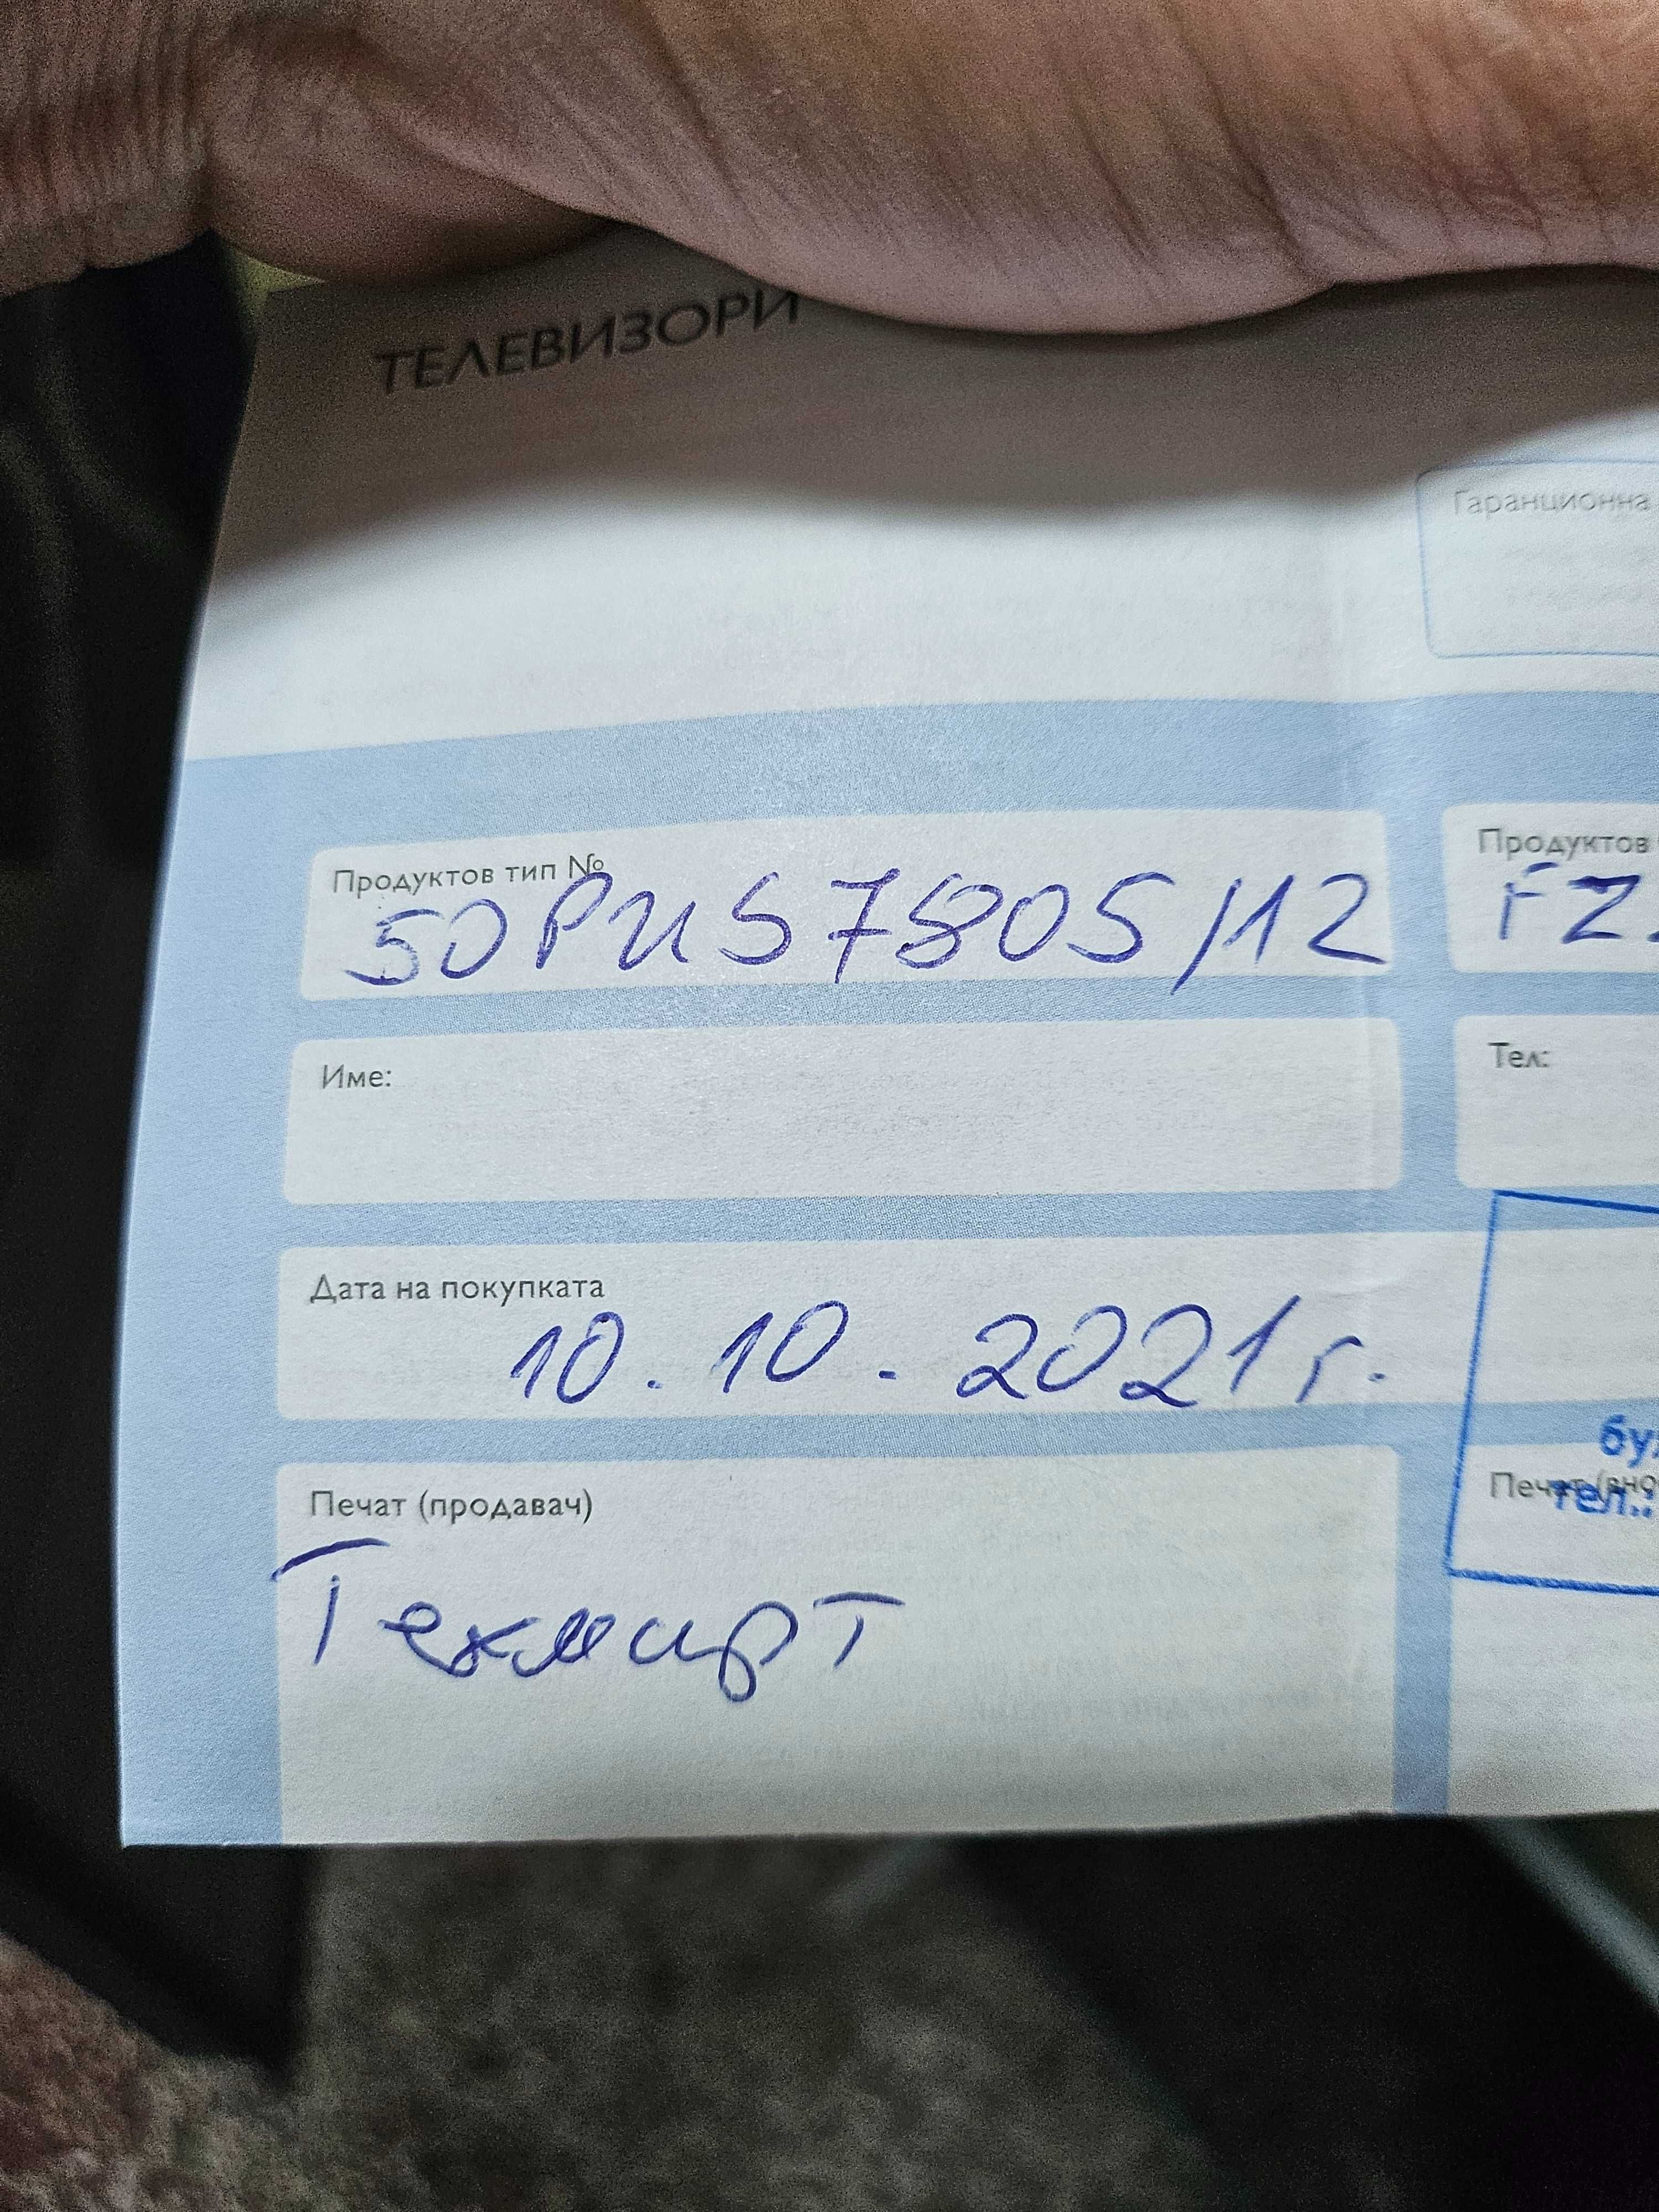 ТЕЛЕВИЗОРИ
Гаранционна
Продуктов тип №
50PUS7805/12
Продуктов
FZ
Име:
Тел:
Дата на покупката
10.10.2021г.
Печат (продавач)
Техмарт
тел.: